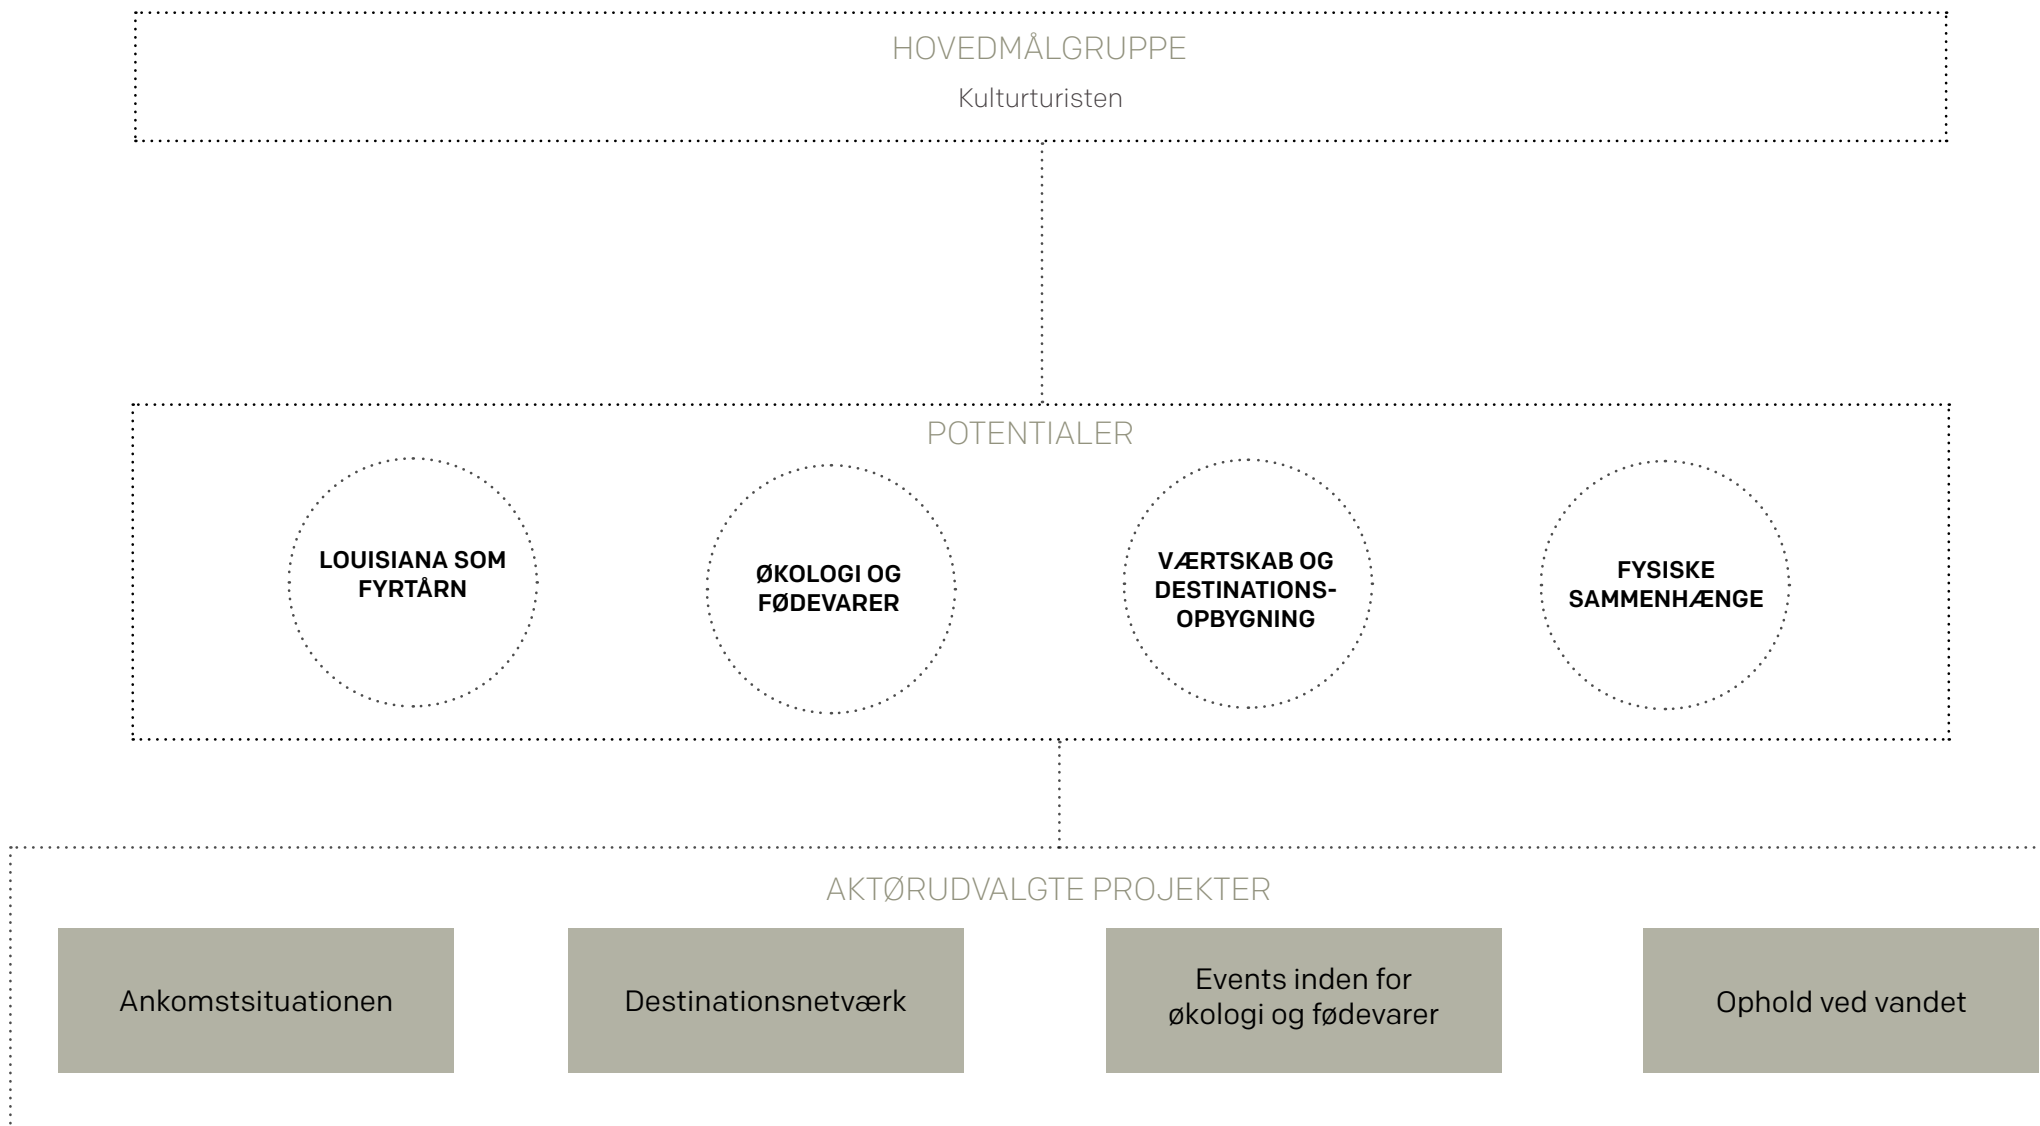 HOVEDMÅLGRUPPE
Kulturturisten
POTENTIALER
LOUISIANA SOM
FYRTÅRN
ØKOLOGI OG
FØDEVARER
VÆRTSKAB OG
DESTINATIONS-
OPBYGNING
FYSISKE
SAMMENHÆNGE
AKTØRUDVALGTE PROJEKTER
Ankomstsituationen
Destinationsnetværk
Events inden for
økologi og fødevarer
Ophold ved vandet